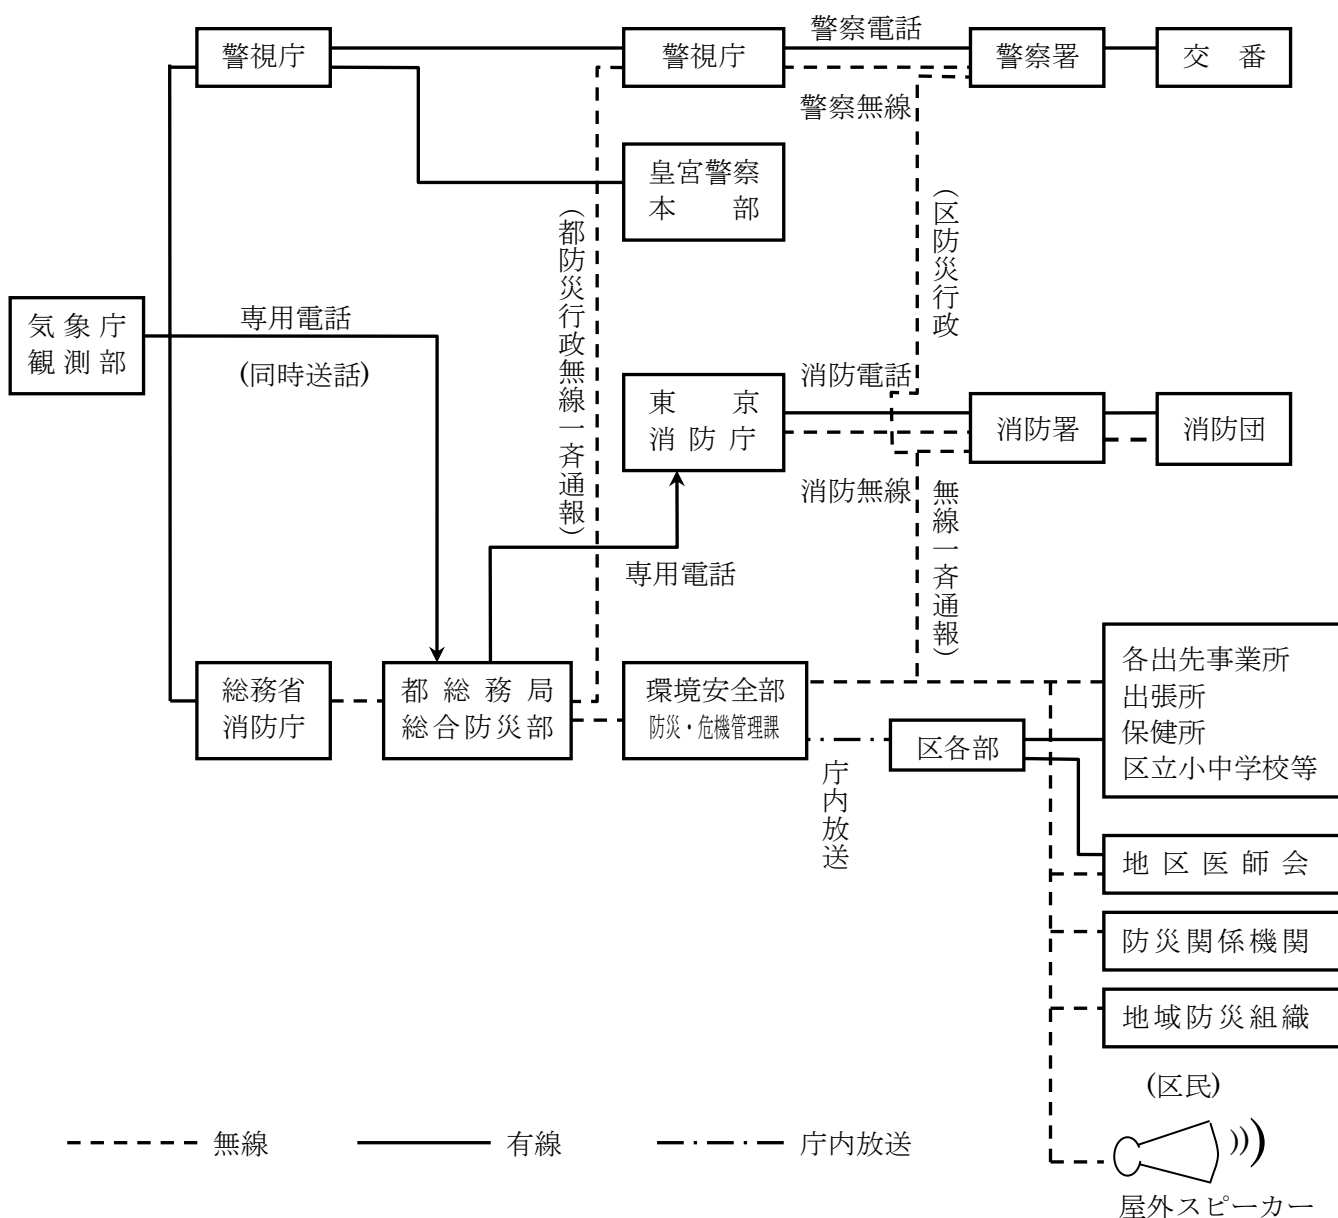 警視庁
警視庁
警察電話
警察署
交　番
警察無線
皇宮警察
本　部
(都防災行政無線一斉通報)
(区防災行政
無線一斉通報)
気象庁
観測部
専用電話
(同時送話)
東　京
消防庁
消防電話
消防署
消防団
消防無線
専用電話
総務省
消防庁
都総務局
総合防災部
環境安全部
防災・危機管理課
庁内放送
区各部
各出先事業所
出張所
保健所
区立小中学校等
地区医師会
防災関係機関
地域防災組織
(区民)
屋外スピーカー
無線
有線
庁内放送